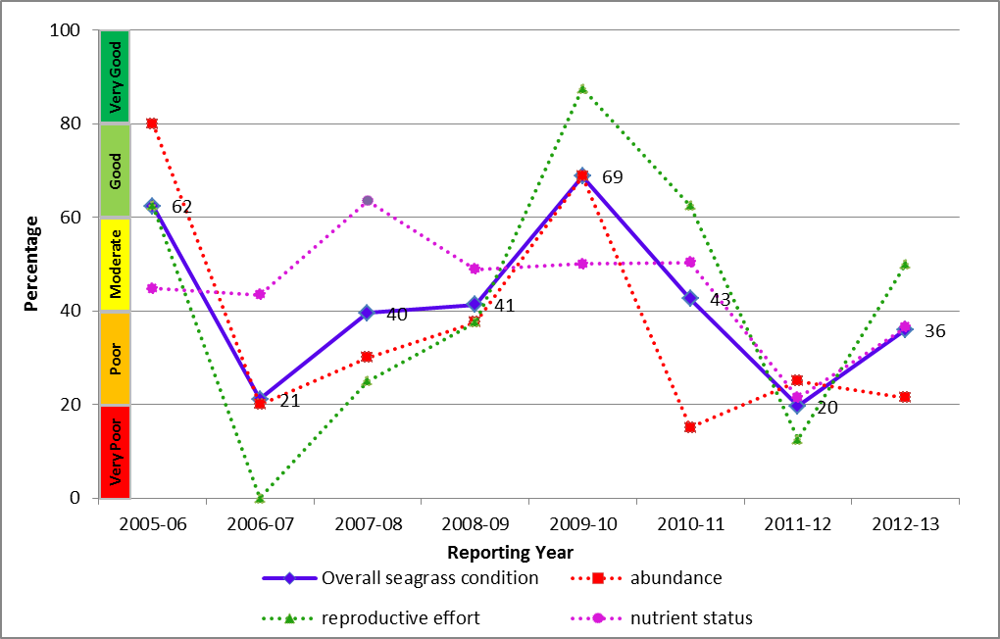 100
80
60
40
20
0
Percentage
Very Good
Good
Moderate
Poor
Very Poor
62
21
40
41
69
43
20
36
2005-06 2006-07 2007-08 2008-09 2009-10 2010-11 2011-12 2012-13
Reporting Year
Overall seagrass condition abundance
reproductive effort nutrient status